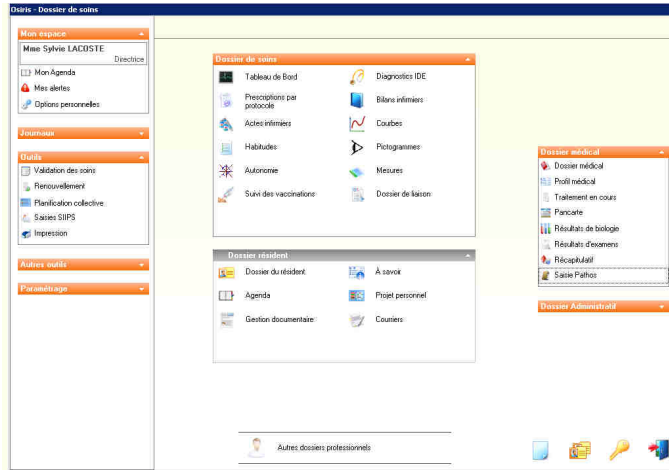 Osiris - Dossier de soins
Mon espace
Mme Sylvie LACOSTE
Directrice
Mon Agenda
Mes alertes
Options personnelles
Journaux
Outils
Validation des soins
Renouvellement
Planification collective
Saisies SIIPS
Impression
Autres outils
Paramétrage
Dossier de soins
Tableau de Bord
Diagnostics IDE
Prescriptions par
protocole
Bilans infirmiers
Actes infirmiers
Courbes
Habitudes
Pictogrammes
Autonomie
Mesures
Suivi des vaccinations
Dossier de liaison
Dossier résident
Dossier du résident
À savoir
Agenda
Projet personnel
Gestion documentaire
Courriers
Autres dossiers professionnels
Dossier médical
Dossier médical
Profil médical
Traitement en cours
Pancarte
Résultats de biologie
Résultats d'examens
Récapitulatif
Saisie Pathos
Dossier Administratif